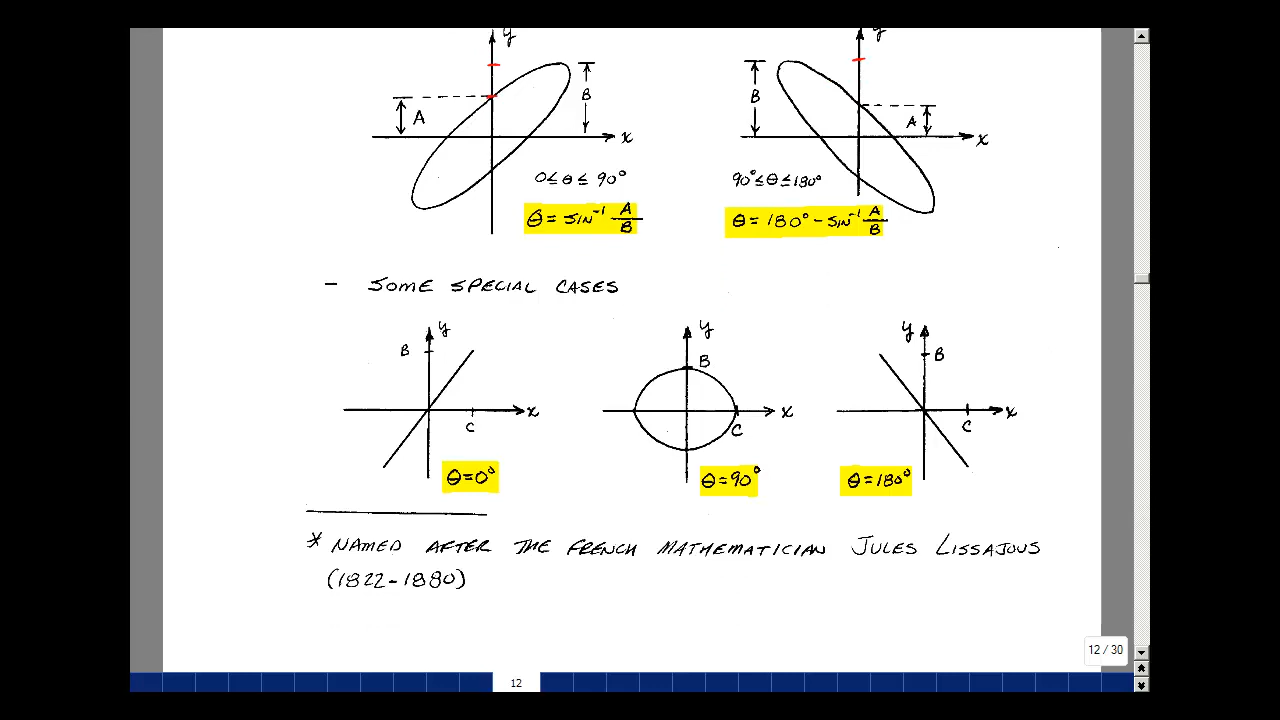 y
y
B
A
x
B
A
x
0 ≤ θ ≤ 90°
90° ≤ θ ≤ 180°
θ = SIN⁻¹ A/B
θ = 180° - SIN⁻¹ A/B
- SOME SPECIAL CASES
y
B
x
C
θ = 0°
y
B
x
C
θ = 90°
y
B
x
C
θ = 180°
* NAMED AFTER THE FRENCH MATHEMATICIAN JULES LISSAJOUS
(1822-1880)
12 / 30
12